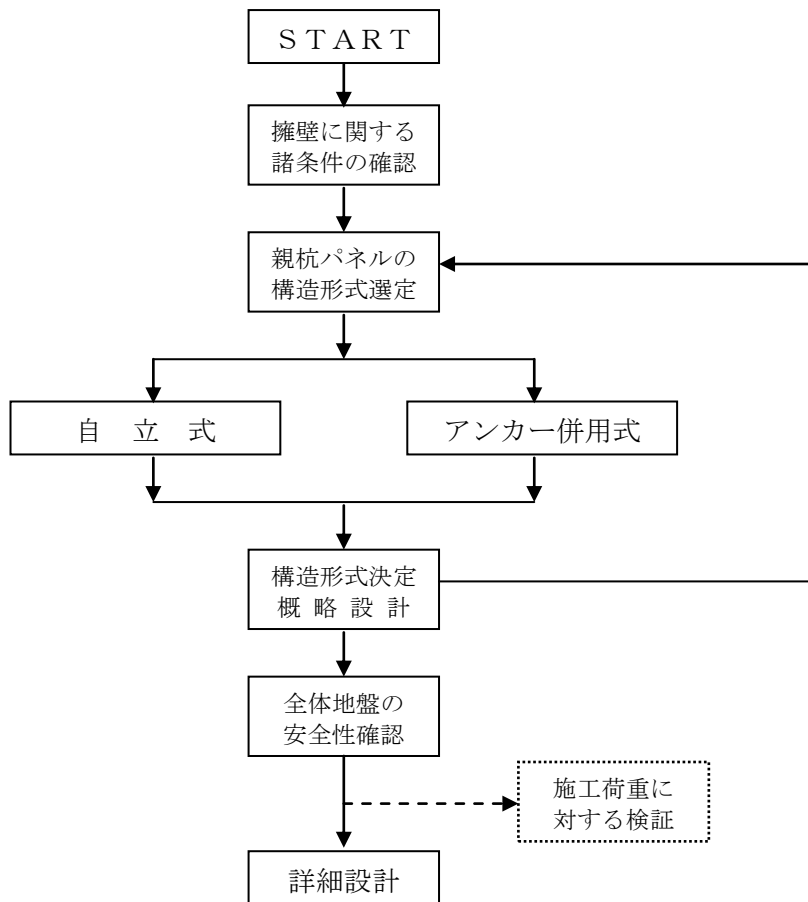 ＳＴＡＲＴ
擁壁に関する
諸条件の確認
親杭パネルの
構造形式選定
自　立　式
アンカー併用式
構造形式決定
概 略 設 計
全体地盤の
安全性確認
施工荷重に
対する検証
詳細設計